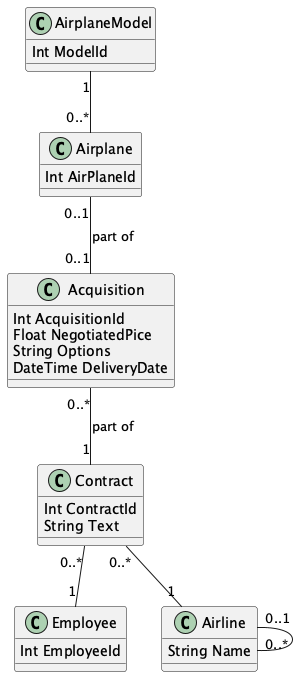 C AirplaneModel
Int ModelId
1
0..*
C Airplane
Int AirPlaneId
0..1
part of
0..1
C Acquisition
Int AcquisitionId
Float NegotiatedPice
String Options
DateTime DeliveryDate
0..*
part of
1
C Contract
Int ContractId
String Text
0..* 0..*
1 1
C Employee
Int EmployeeId
C Airline
String Name
0..1
0..*